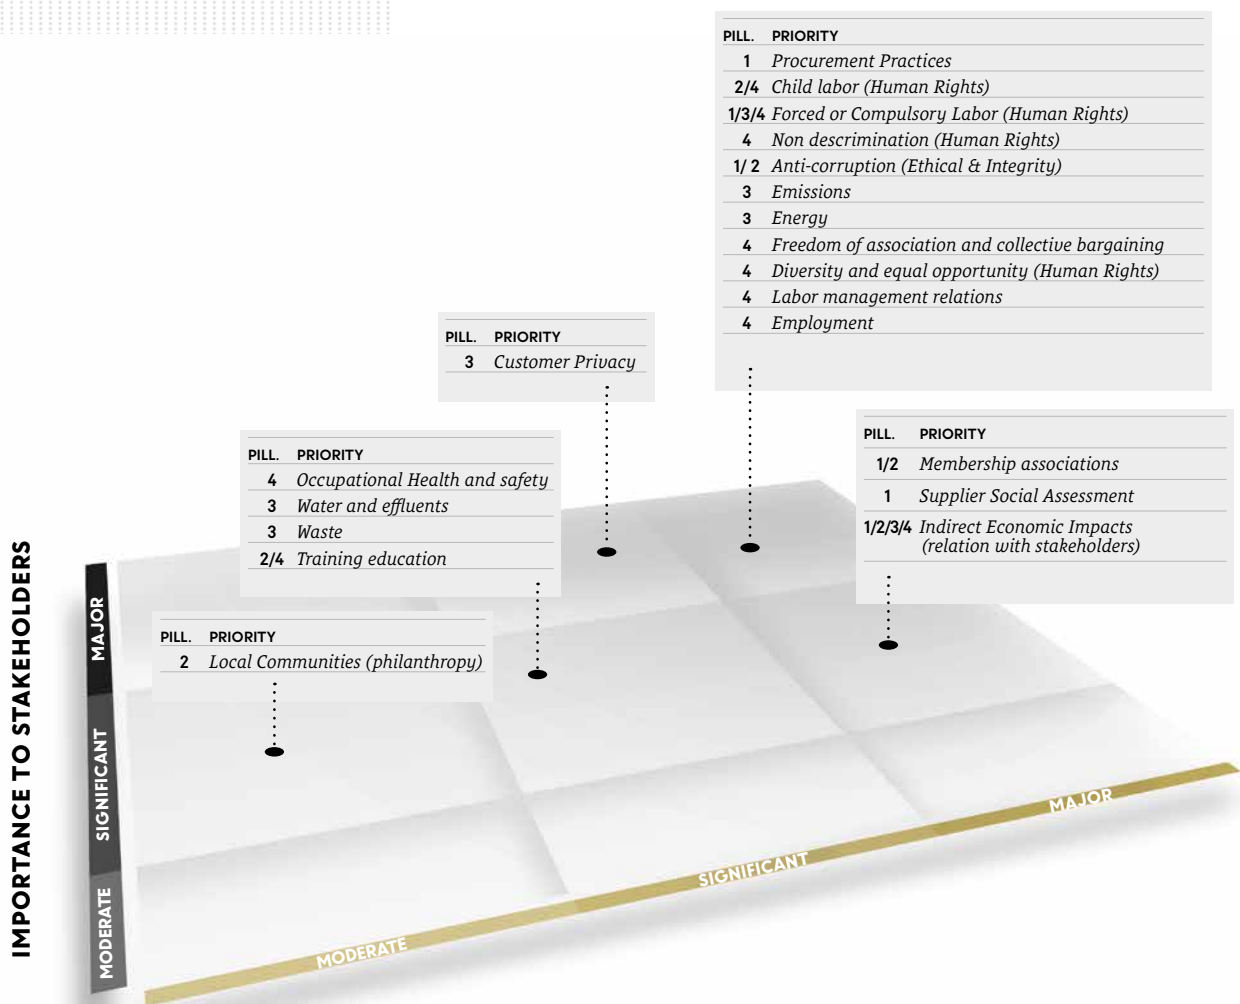 PILL. PRIORITY
1 Procurement Practices
2/4 Child labor (Human Rights)
1/3/4 Forced or Compulsory Labor (Human Rights)
4 Non descrimination (Human Rights)
1/ 2 Anti-corruption (Ethical & Integrity)
3 Emissions
3 Energy
4 Freedom of association and collective bargaining
4 Diversity and equal opportunity (Human Rights)
4 Labor management relations
4 Employment
PILL. PRIORITY
3 Customer Privacy
PILL. PRIORITY
1/2 Membership associations
1 Supplier Social Assessment
1/2/3/4 Indirect Economic Impacts
(relation with stakeholders)
PILL. PRIORITY
4 Occupational Health and safety
3 Water and effluents
3 Waste
2/4 Training education
PILL. PRIORITY
2 Local Communities (philanthropy)
IMPORTANCE TO STAKEHOLDERS
MAJOR
SIGNIFICANT
MODERATE
MODERATE
SIGNIFICANT
MAJOR